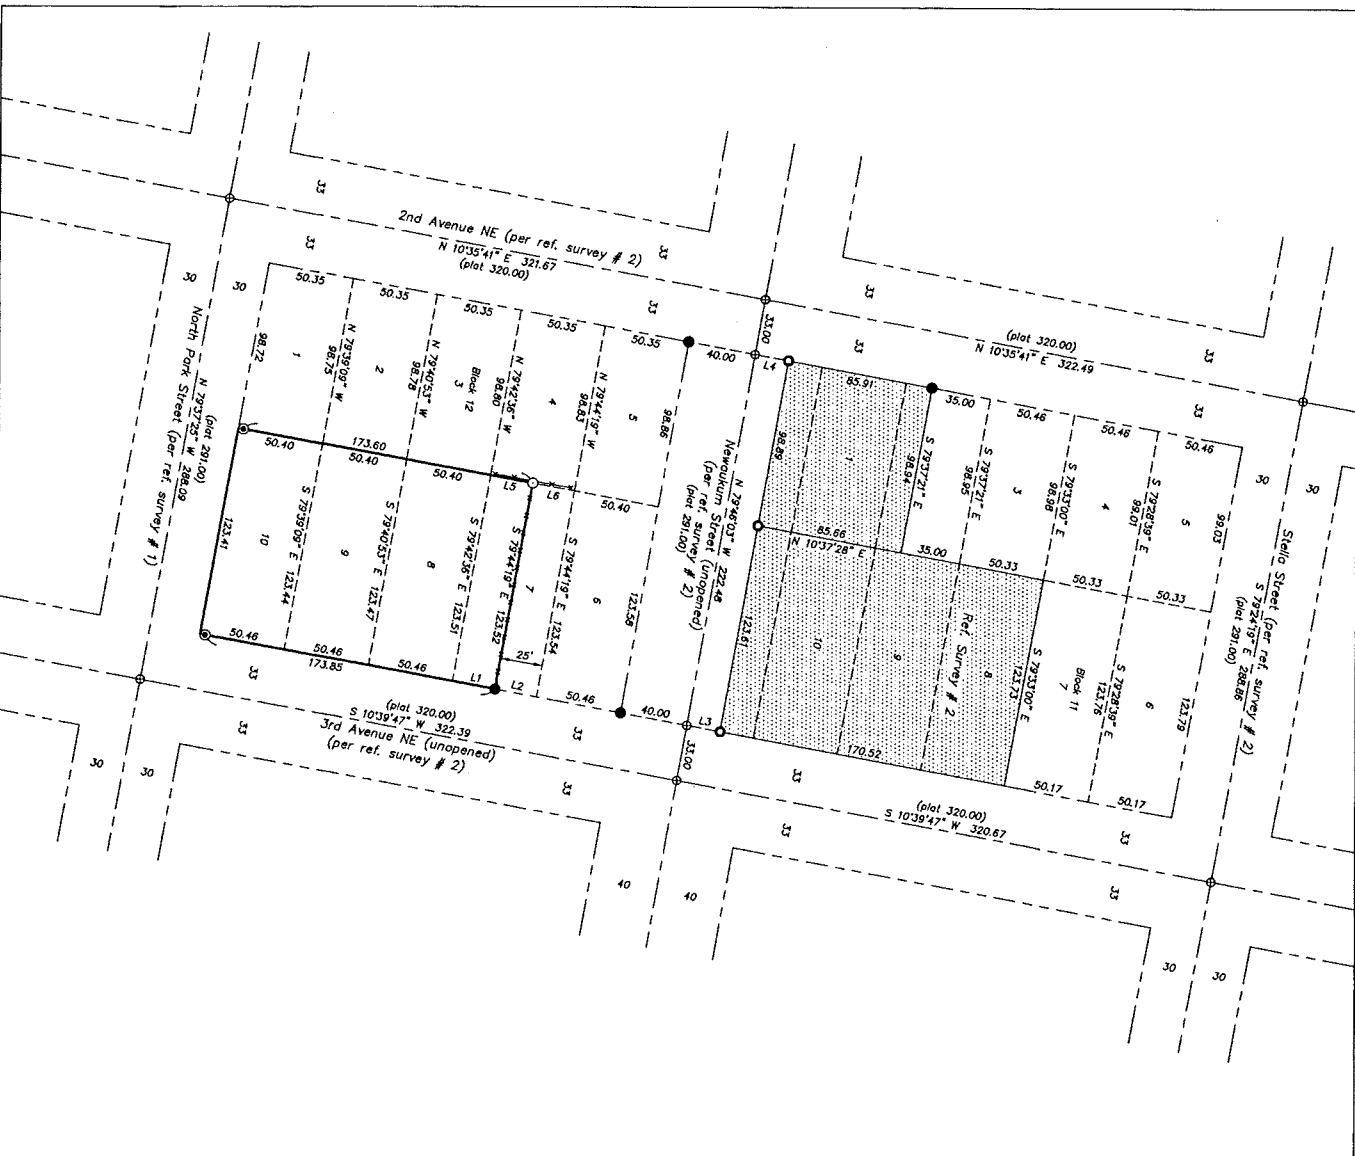 2nd Avenue NE (per ref. survey # 2)
N 10°35'41" E 321.67
(plat 320.00)
(plat 320.00)
N 10°35'41" E 322.49
33
33
33
33
33
33
33
33
33.00
40.00
L4
50.35
50.35
50.35
50.35
50.35
85.91
35.00
50.46
50.46
50.46
30
30
30
30
North Park Street (per ref. survey # 1)
N 79°37'25" W 288.09
(plat 291.00)
98.72
1
N 79°39'09" W
98.75
2
N 79°40'53" W
98.78
Block 12
3
N 79°42'36" W
98.80
4
N 79°44'19" W
98.83
5
98.86
50.40
173.60
50.40
50.40
L5
L6
50.40
123.41
10
S 79°39'09" E 123.44
9
S 79°40'53" E 123.47
8
S 79°42'36" E 123.51
S 79°44'19" E 123.52
7
S 79°44'19" E 123.54
6
123.58
25'
50.46
50.46
173.85
50.46
L1
L2
50.46
40.00
L3
33.00
Newaukum Street (unopened)
(per ref. survey # 2)
N 79°46'03" W 222.48
(plat 291.00)
98.89
1
S 79°37'21" E
98.94
S 79°37'21" E
98.95
3
S 79°33'00" E
98.98
4
S 79°28'39" E
99.01
5
99.03
85.66
N 10°37'28" E
35.00
50.33
50.33
50.33
123.61
10
9
8
Ref. Survey # 2
S 79°33'00" E
123.73
Block 11
7
S 79°28'39" E
123.76
6
123.79
170.52
50.17
50.17
Stella Street (per ref. survey # 2)
S 79°24'19" E 288.86
(plat 291.00)
(plat 320.00)
S 10°39'47" W 322.39
3rd Avenue NE (unopened)
(per ref. survey # 2)
(plat 320.00)
S 10°39'47" W 320.67
33
33
33
33
33
33
33
33
30
30
40
40
30
30